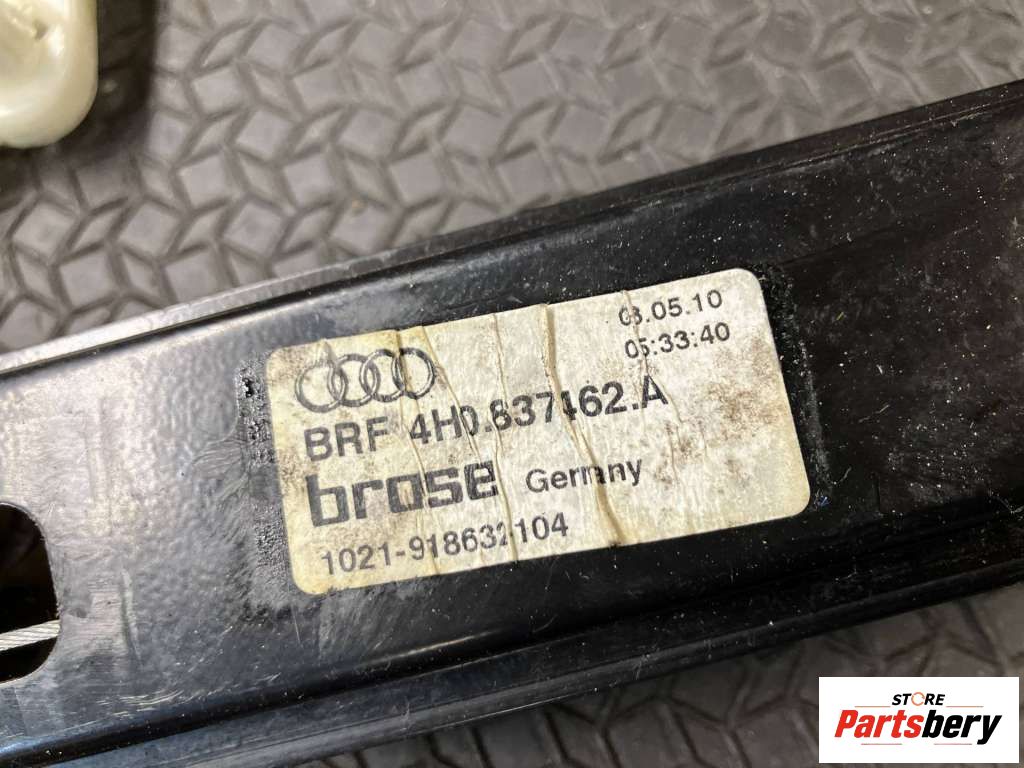 03.05.10
05:33:40
BRF 4H0.837462.A
brose Germany
1021-918632104
STORE
Partsbery